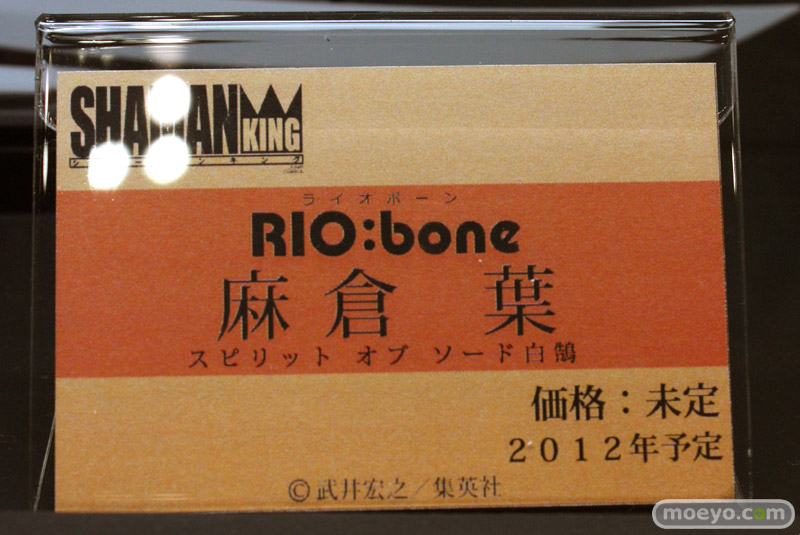 SHAMAN KING
ライオボーン
RIO:bone
麻倉 葉
スピリット オブ ソード白鵠
価格：未定
2012年予定
©武井宏之／集英社
moeyo.com